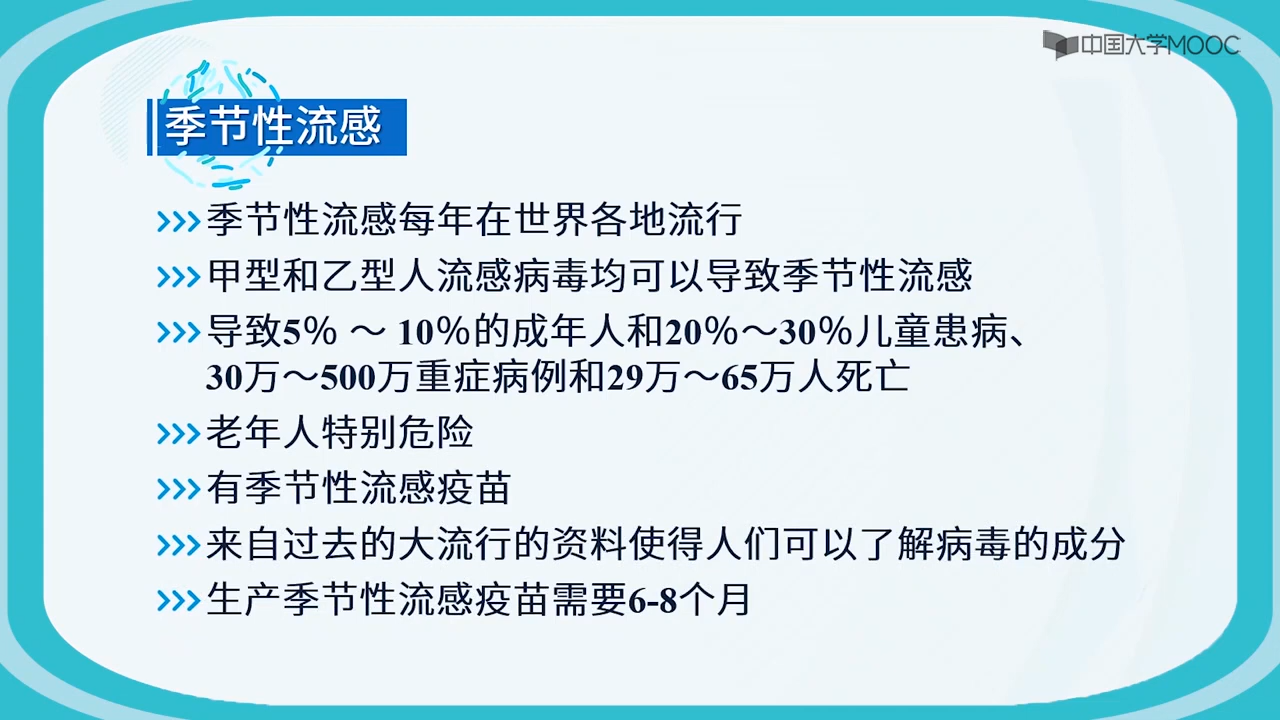 中国大学MOOC
季节性流感
季节性流感每年在世界各地流行
甲型和乙型人流感病毒均可以导致季节性流感
导致5% ～ 10%的成年人和20%～30%儿童患病、
30万～500万重症病例和29万～65万人死亡
老年人特别危险
有季节性流感疫苗
来自过去的大流行的资料使得人们可以了解病毒的成分
生产季节性流感疫苗需要6-8个月